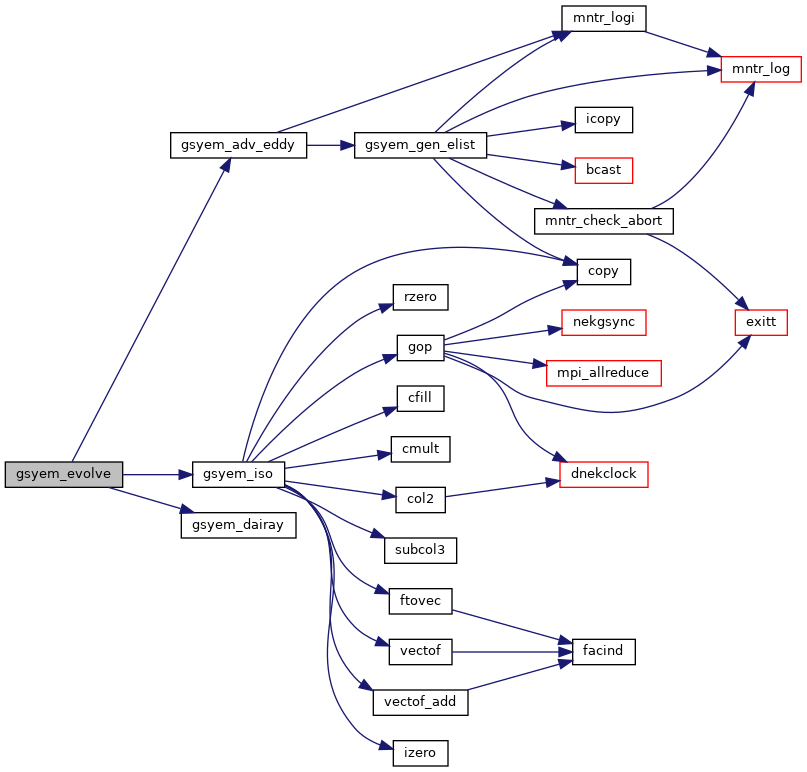 mntr_logi
mntr_log
icopy
gsyem_adv_eddy
gsyem_gen_elist
bcast
mntr_check_abort
copy
rzero
nekgsync
exitt
gop
mpi_allreduce
cfill
cmult
gsyem_evolve
gsyem_iso
dnekclock
col2
gsyem_dairay
subcol3
ftovec
vectof
facind
vectof_add
izero